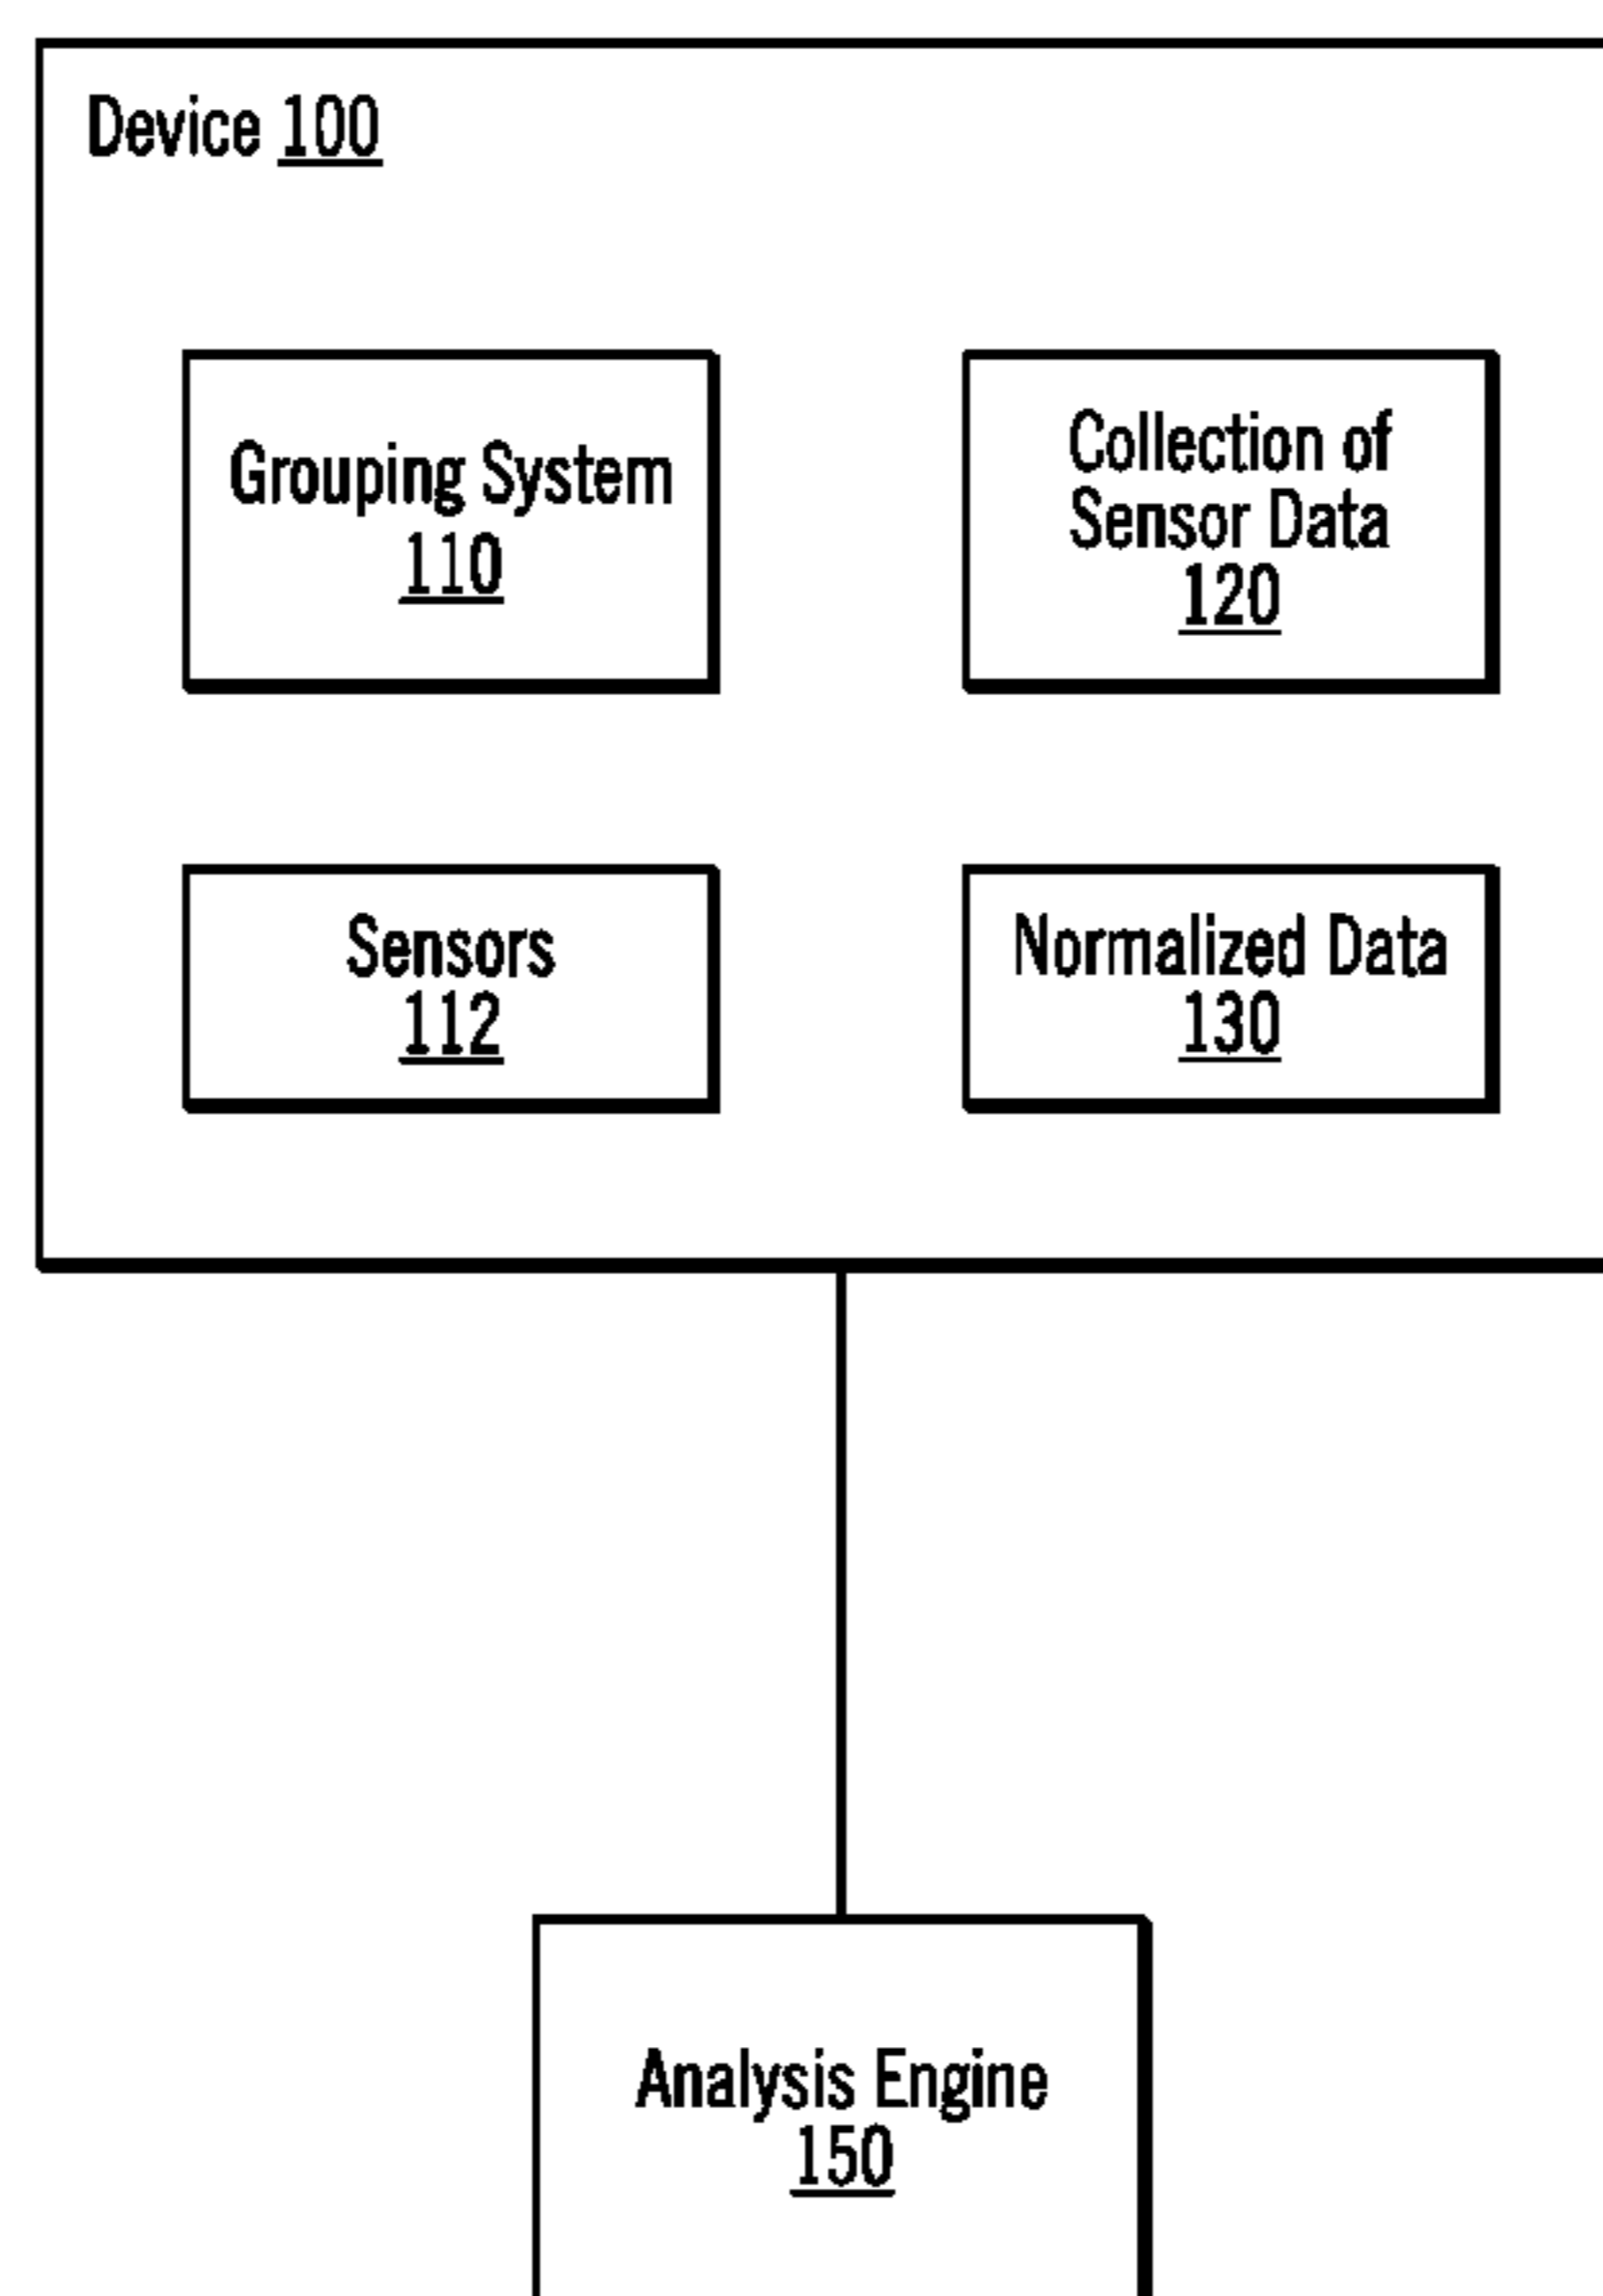 Device 100
Grouping System
110
Collection of
Sensor Data
120
Sensors
112
Normalized Data
130
Analysis Engine
150